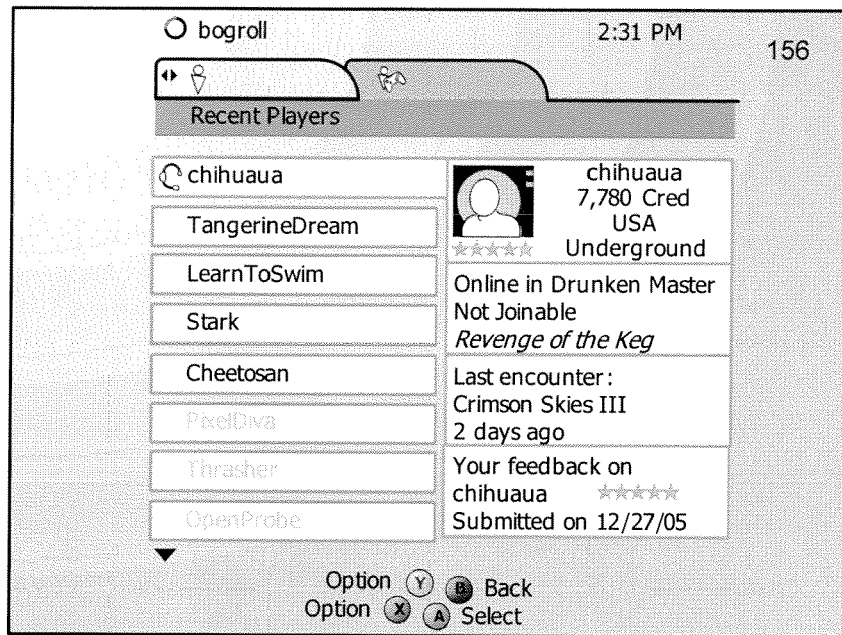 bogroll 2:31 PM
156
Recent Players
chihuaua
TangerineDream
LearnToSwim
Stark
Cheetosan
PixelDiva
Thrasher
OpenProbe
chihuaua
7,780 Cred
USA
Underground
Online in Drunken Master
Not Joinable
Revenge of the Keg
Last encounter :
Crimson Skies III
2 days ago
Your feedback on
chihuaua
Submitted on 12/27/05
Option Y B Back
Option X A Select